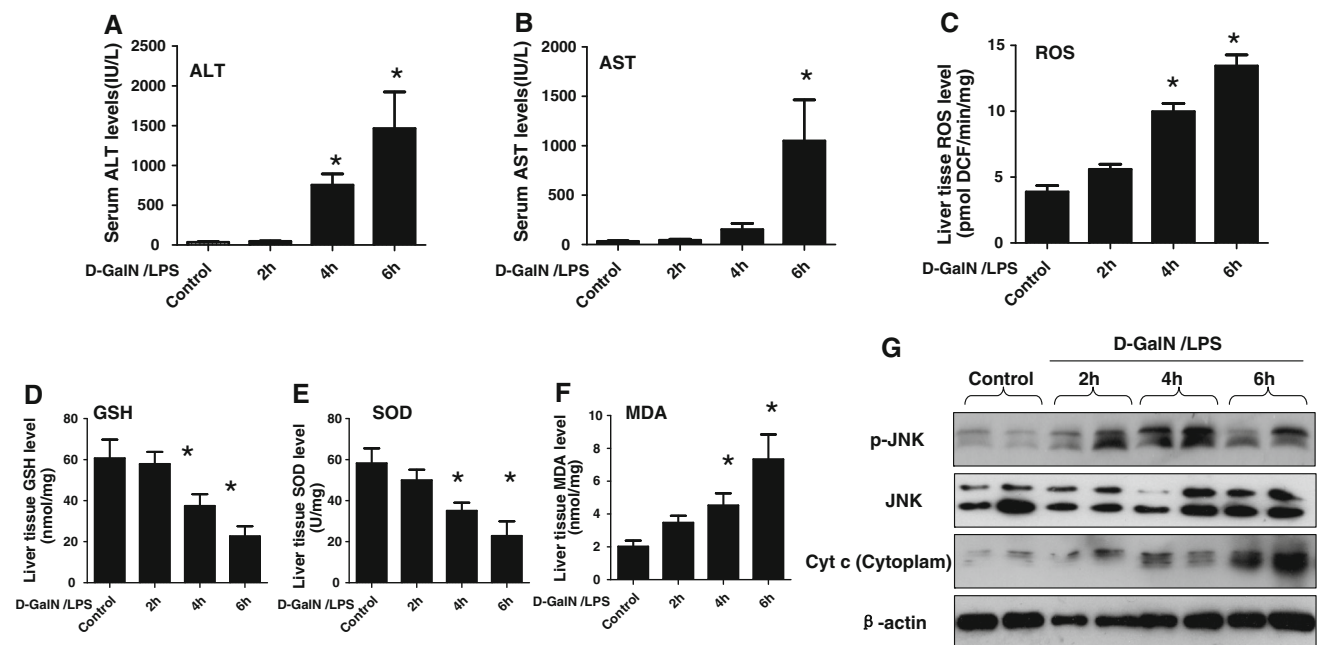 A
ALT
Serum ALT levels(IU/L)
2500
2000
1500
1000
500
0
*
*
D-GalN /LPS
Control
2h
4h
6h
B
AST
Serum AST levels(IU/L)
2000
1500
1000
500
0
*
D-GalN /LPS
Control
2h
4h
6h
C
ROS
Liver tisse ROS level
(pmol DCF/min/mg)
15
10
5
0
*
*
D-GalN /LPS
Control
2h
4h
6h
D
GSH
Liver tissue GSH level
(nmol/mg)
80
60
40
20
0
*
*
D-GalN /LPS
Control
2h
4h
6h
E
SOD
Liver tissue SOD level
(U/mg)
80
60
40
20
0
*
*
D-GalN /LPS
Control
2h
4h
6h
F
MDA
Liver tissue MDA level
(nmol/mg)
10
8
6
4
2
0
*
*
D-GalN /LPS
Control
2h
4h
6h
G
D-GalN /LPS
Control
2h
4h
6h
p-JNK
JNK
Cyt c (Cytoplam)
β -actin